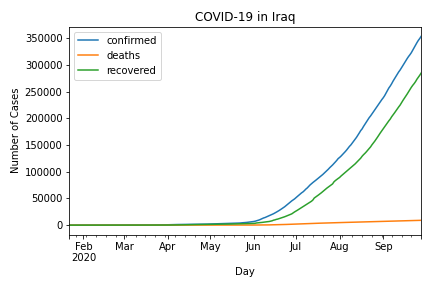 COVID-19 in Iraq
confirmed
deaths
recovered
Number of Cases
350000
300000
250000
200000
150000
100000
50000
0
Feb Mar Apr May Jun Jul Aug Sep
2020
Day